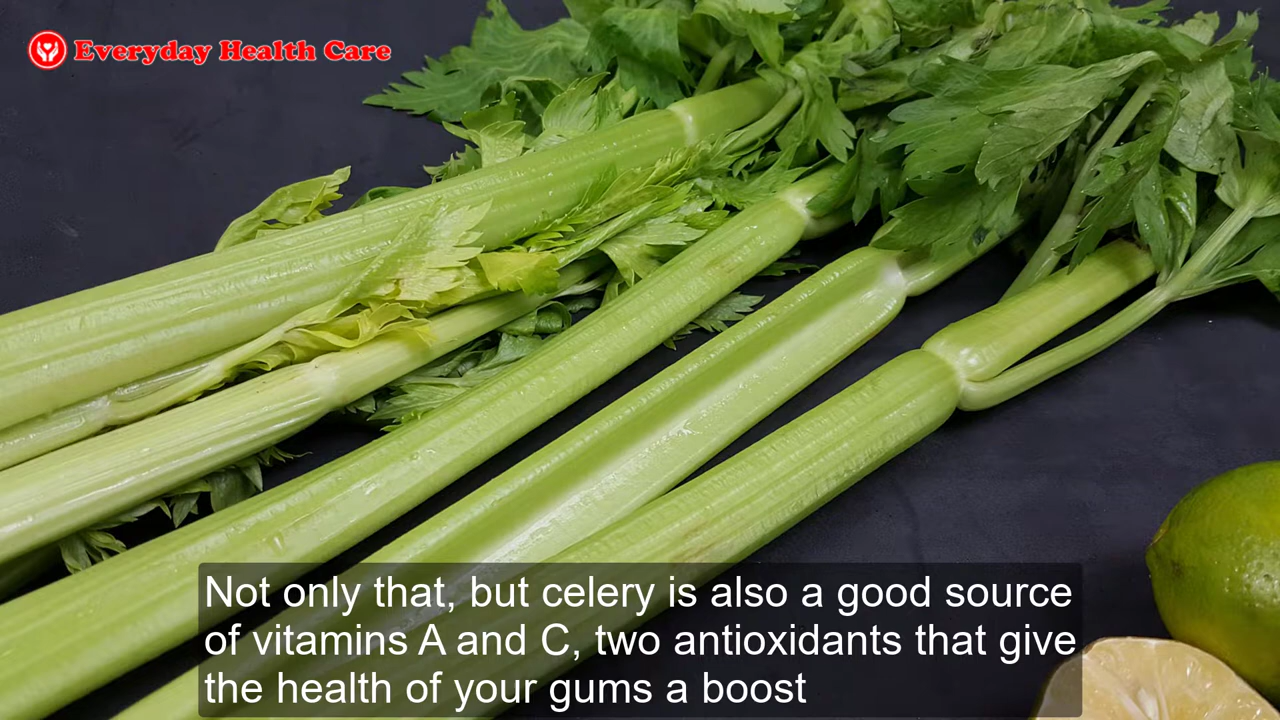 Everyday Health Care
Not only that, but celery is also a good source
of vitamins A and C, two antioxidants that give
the health of your gums a boost